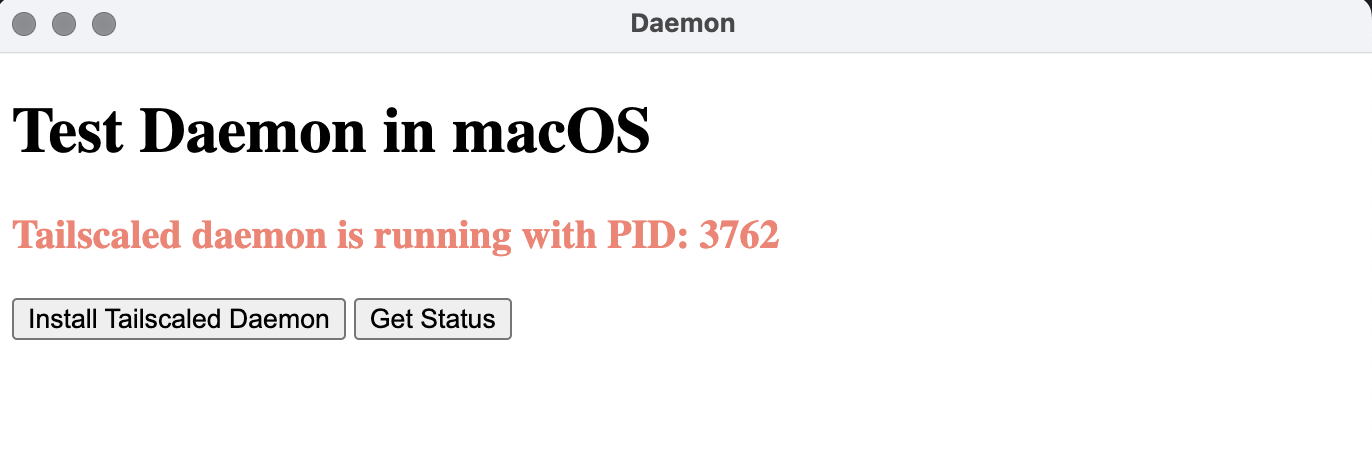 Daemon
Test Daemon in macOS
Tailscaled daemon is running with PID: 3762
Install Tailscaled Daemon Get Status